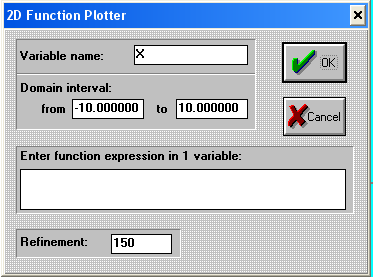 2D Function Plotter
Variable name: X
OK
Domain interval:
from -10.000000 to 10.000000
Cancel
Enter function expression in 1 variable:
Refinement: 150